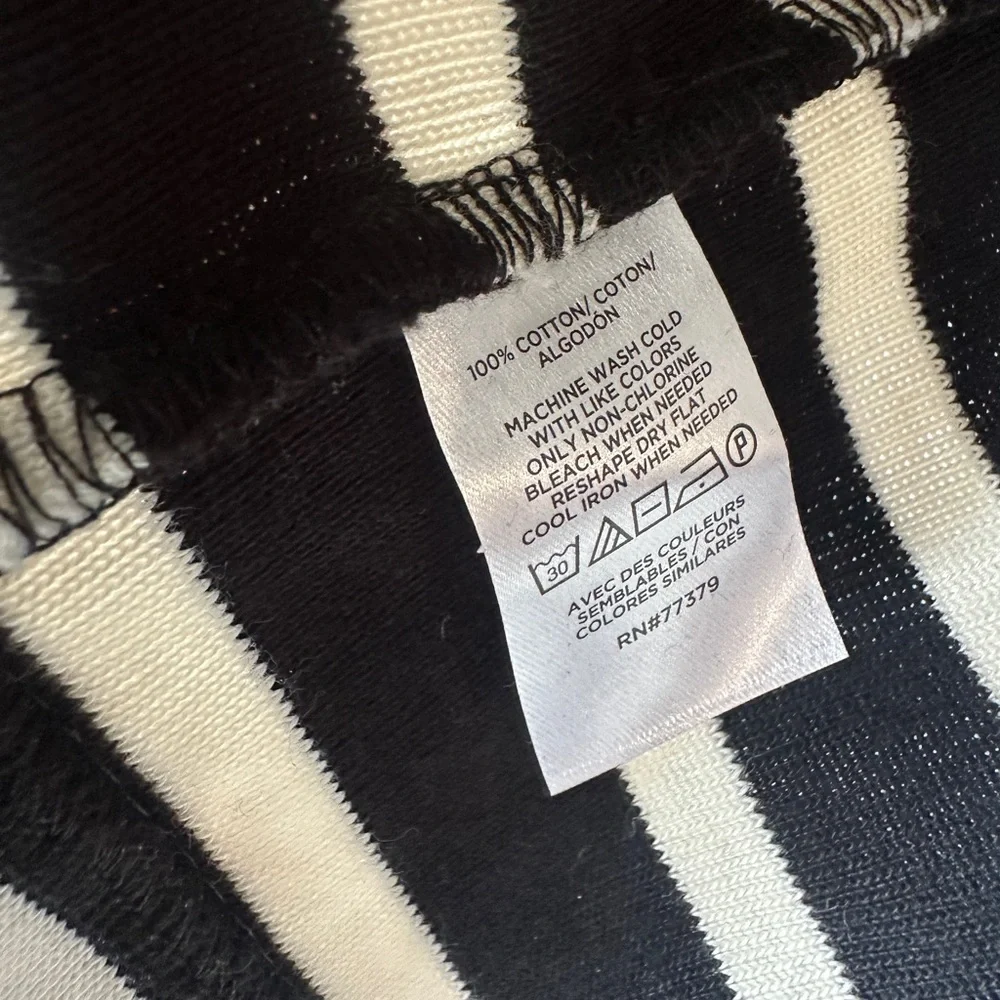 100% COTTON/ COTON/
ALGODÓN
MACHINE WASH COLD
WITH LIKE COLORS
ONLY NON-CHLORINE
BLEACH WHEN NEEDED
RESHAPE DRY FLAT
COOL IRON WHEN NEEDED
30 P
AVEC DES COULEURS
SEMBLABLES / CON
COLORES SIMILARES
RN#77379